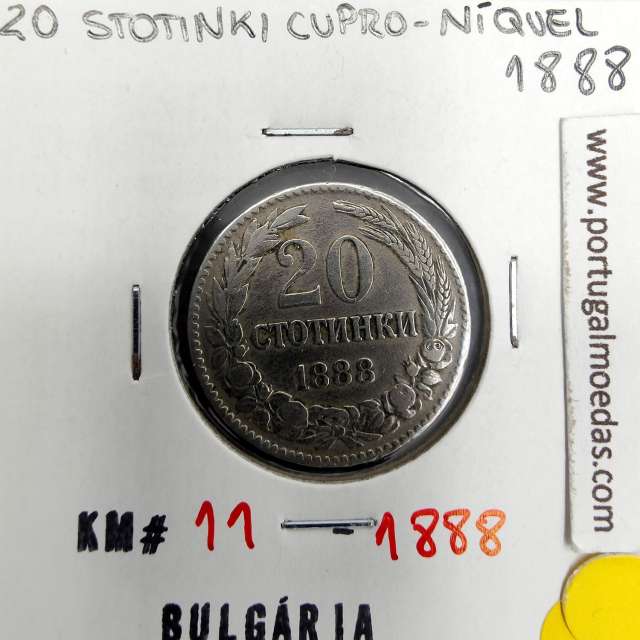 20 STOTINKI CUPRO-NÍQUEL
1888
www.portugalmoedas.com
20
СТОТИНКИ
1888
KM# 11 - 1888
BULGÁRIA